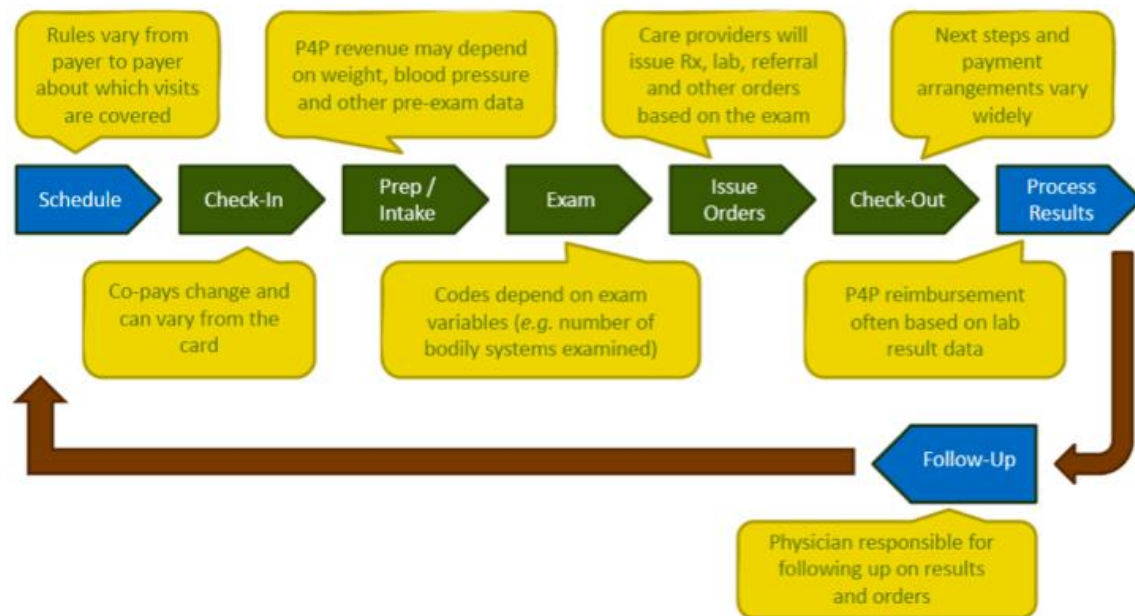 Rules vary from
payer to payer
about which visits
are covered
P4P revenue may depend
on weight, blood pressure
and other pre-exam data
Care providers will
issue Rx, lab, referral
and other orders
based on the exam
Next steps and
payment
arrangements vary
widely
Schedule
Check-In
Prep /
Intake
Exam
Issue
Orders
Check-Out
Process
Results
Co-pays change and
can vary from the
card
Codes depend on exam
variables (e.g. number of
bodily systems examined)
P4P reimbursement
often based on lab
result data
Follow-Up
Physician responsible for
following up on results
and orders